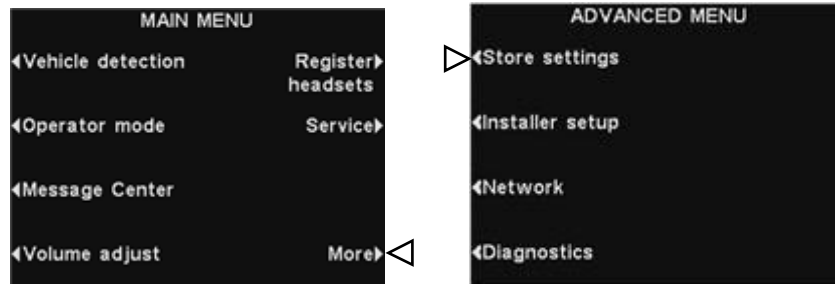 MAIN MENU
Vehicle detection
Register
headsets
Operator mode
Service
Message Center
Volume adjust
More
ADVANCED MENU
Store settings
Installer setup
Network
Diagnostics